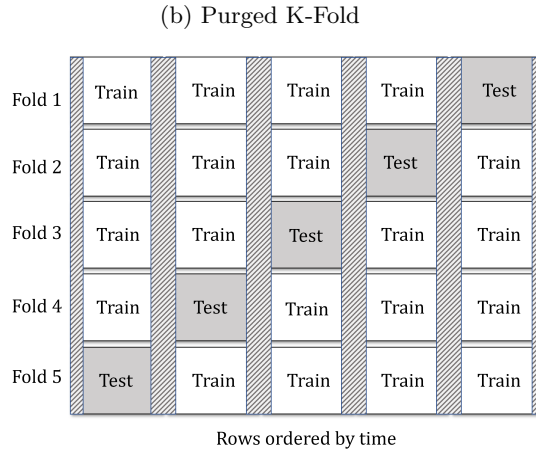 (b) Purged K-Fold
Fold 1 Train Train Train Train Test
Fold 2 Train Train Train Test Train
Fold 3 Train Train Test Train Train
Fold 4 Train Test Train Train Train
Fold 5 Test Train Train Train Train
Rows ordered by time